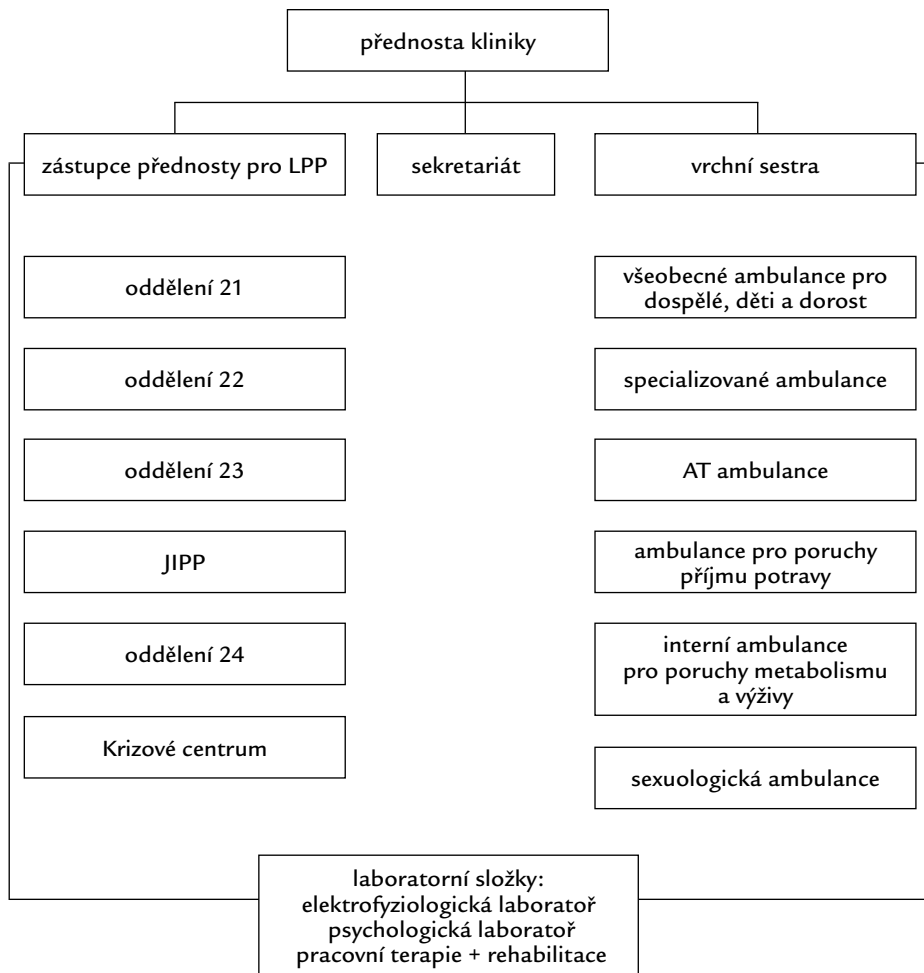 přednosta kliniky
zástupce přednosty pro LPP
sekretariát
vrchní sestra
oddělení 21
všeobecné ambulance pro
dospělé, děti a dorost
oddělení 22
specializované ambulance
oddělení 23
AT ambulance
JIPP
ambulance pro poruchy
příjmu potravy
oddělení 24
interní ambulance
pro poruchy metabolismu
a výživy
Krizové centrum
sexuologická ambulance
laboratorní složky:
elektrofyziologická laboratoř
psychologická laboratoř
pracovní terapie + rehabilitace